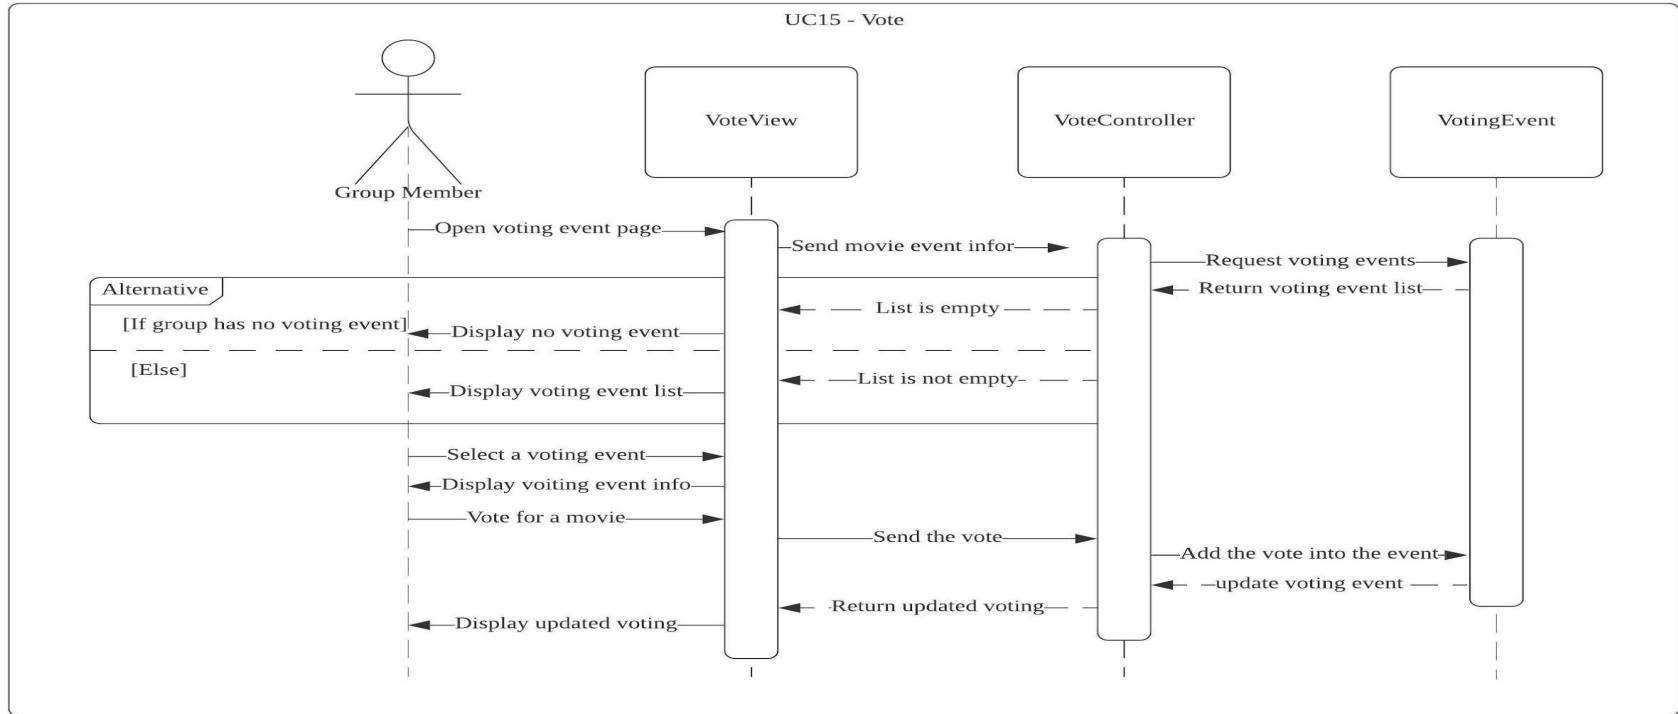 UC15 - Vote
VoteView
VoteController
VotingEvent
Group Member
Open voting event page
Send movie event infor
Request voting events
Alternative
Return voting event list
List is empty
[If group has no voting event]
Display no voting event
[Else]
List is not empty
Display voting event list
Select a voting event
Display voiting event info
Vote for a movie
Send the vote
Add the vote into the event
update voting event
Return updated voting
Display updated voting